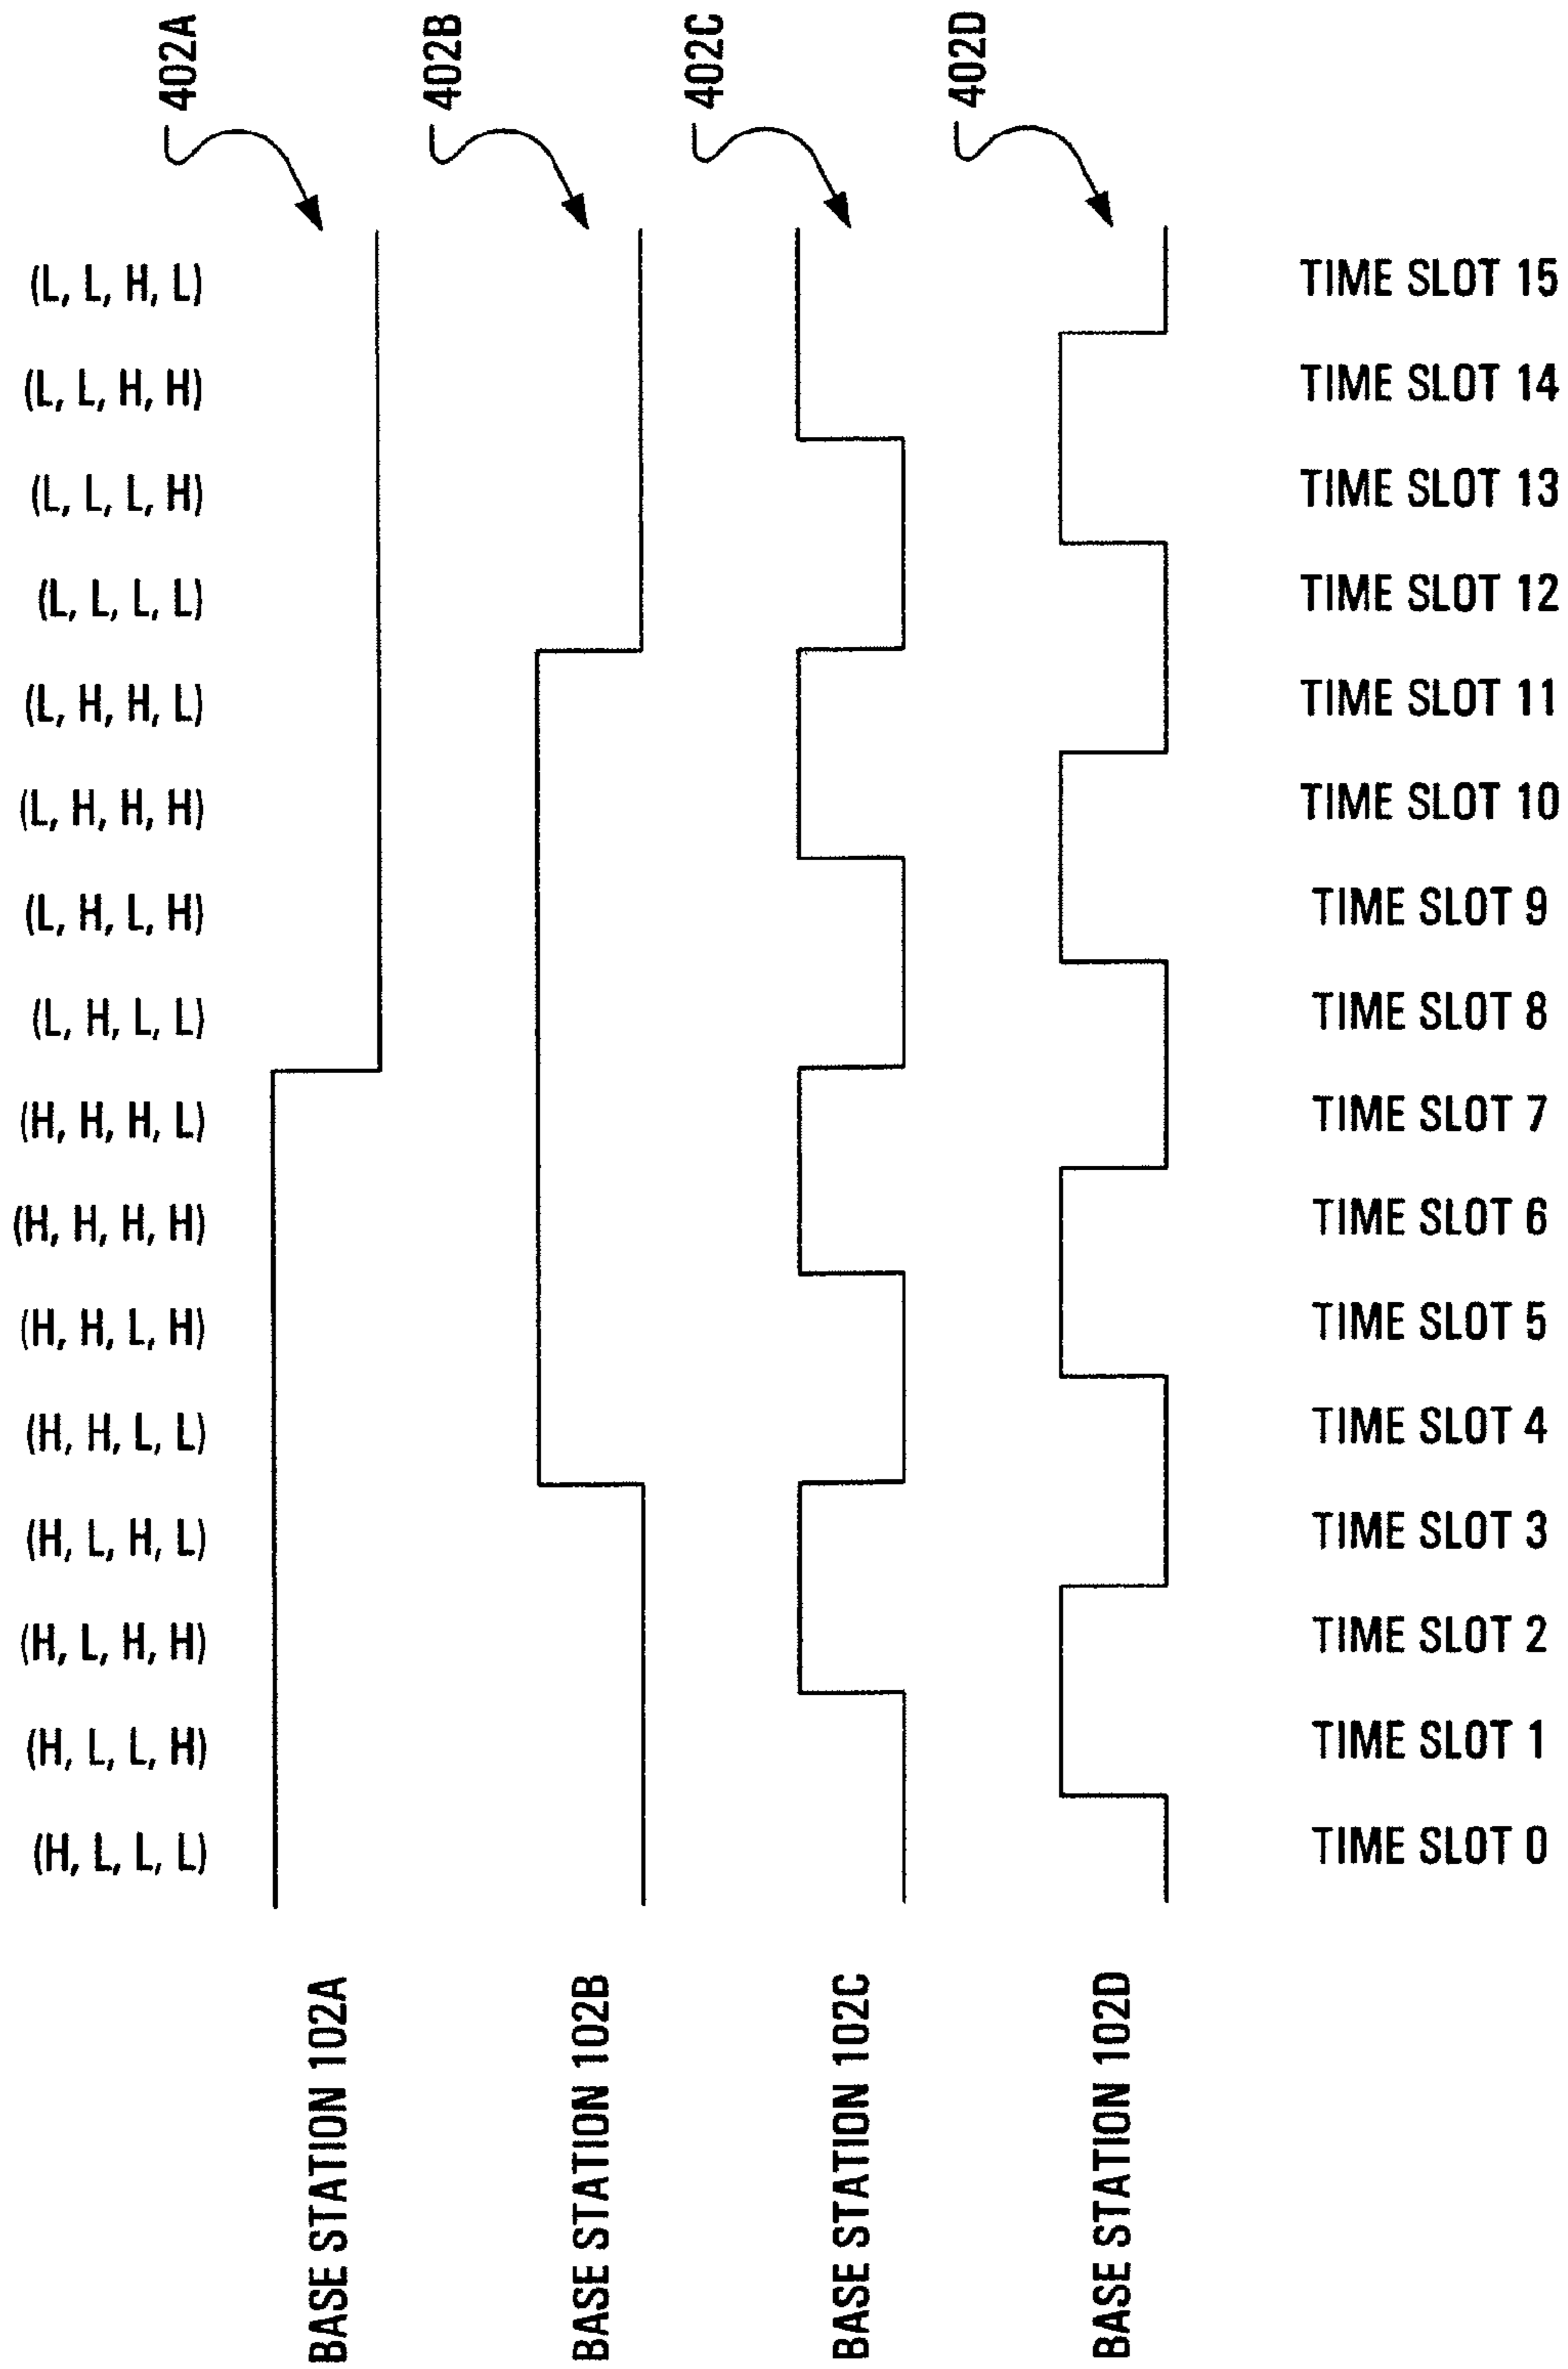 402A
402B
402C
402D
(L, L, H, L)
TIME SLOT 15
(L, L, H, H)
TIME SLOT 14
(L, L, L, H)
TIME SLOT 13
(L, L, L, L)
TIME SLOT 12
(L, H, H, L)
TIME SLOT 11
(L, H, H, H)
TIME SLOT 10
(L, H, L, H)
TIME SLOT 9
(L, H, L, L)
TIME SLOT 8
(H, H, H, L)
TIME SLOT 7
(H, H, H, H)
TIME SLOT 6
(H, H, L, H)
TIME SLOT 5
(H, H, L, L)
TIME SLOT 4
(H, L, H, L)
TIME SLOT 3
(H, L, H, H)
TIME SLOT 2
(H, L, L, H)
TIME SLOT 1
(H, L, L, L)
TIME SLOT 0
BASE STATION 102A
BASE STATION 102B
BASE STATION 102C
BASE STATION 102D